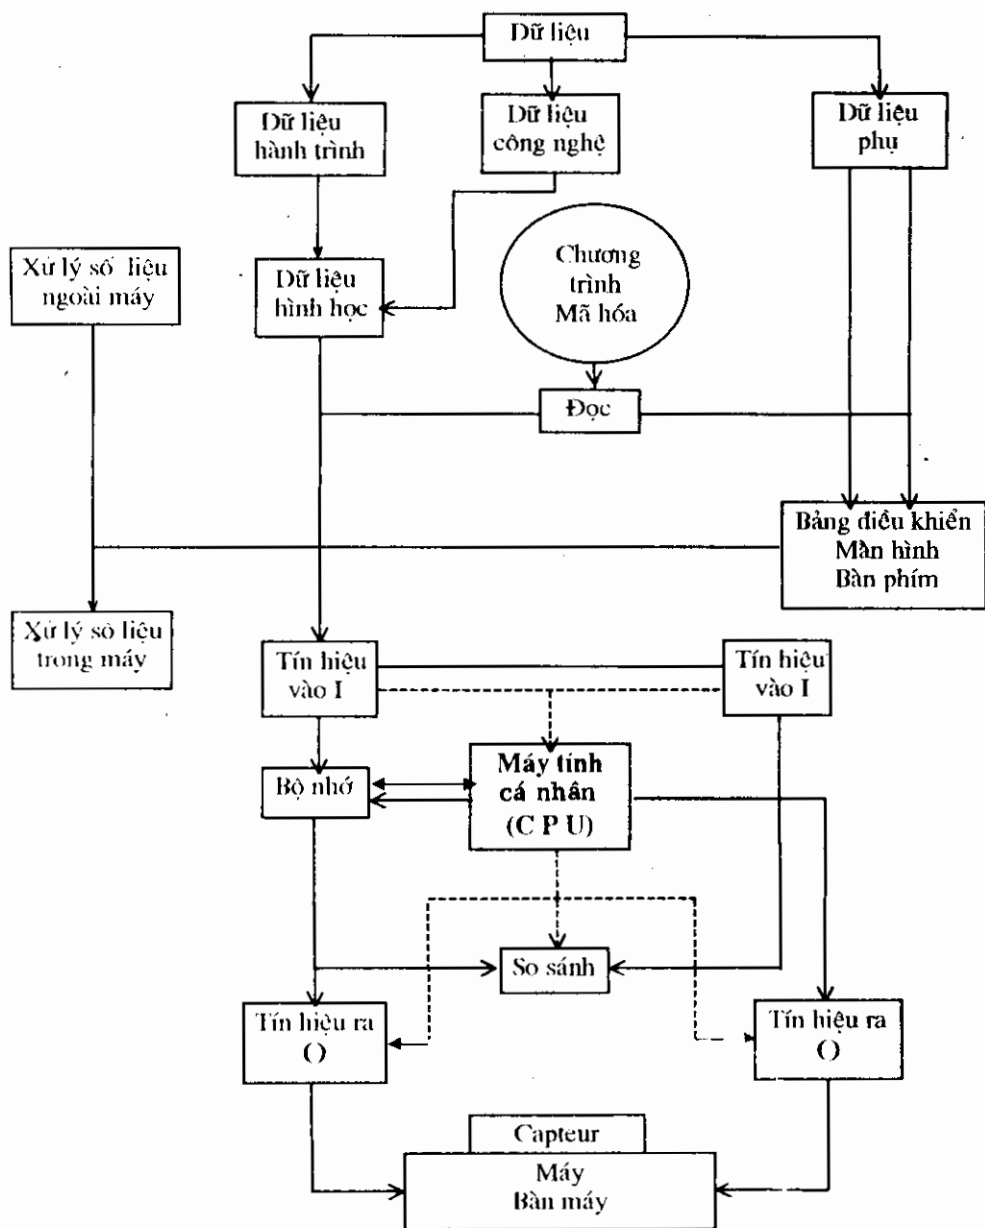 Dữ liệu
Dữ liệu
hành trình
Dữ liệu
công nghệ
Dữ liệu
phụ
Xử lý số liệu
ngoài máy
Dữ liệu
hình học
Chương
trình
Mã hóa
Đọc
Bảng điều khiển
Màn hình
Bàn phím
Xử lý số liệu
trong máy
Tín hiệu
vào I
Tín hiệu
vào I
Bộ nhớ
Máy tính
cá nhân
(C P U)
So sánh
Tín hiệu ra
O
Tín hiệu ra
O
Capteur
Máy
Bàn máy